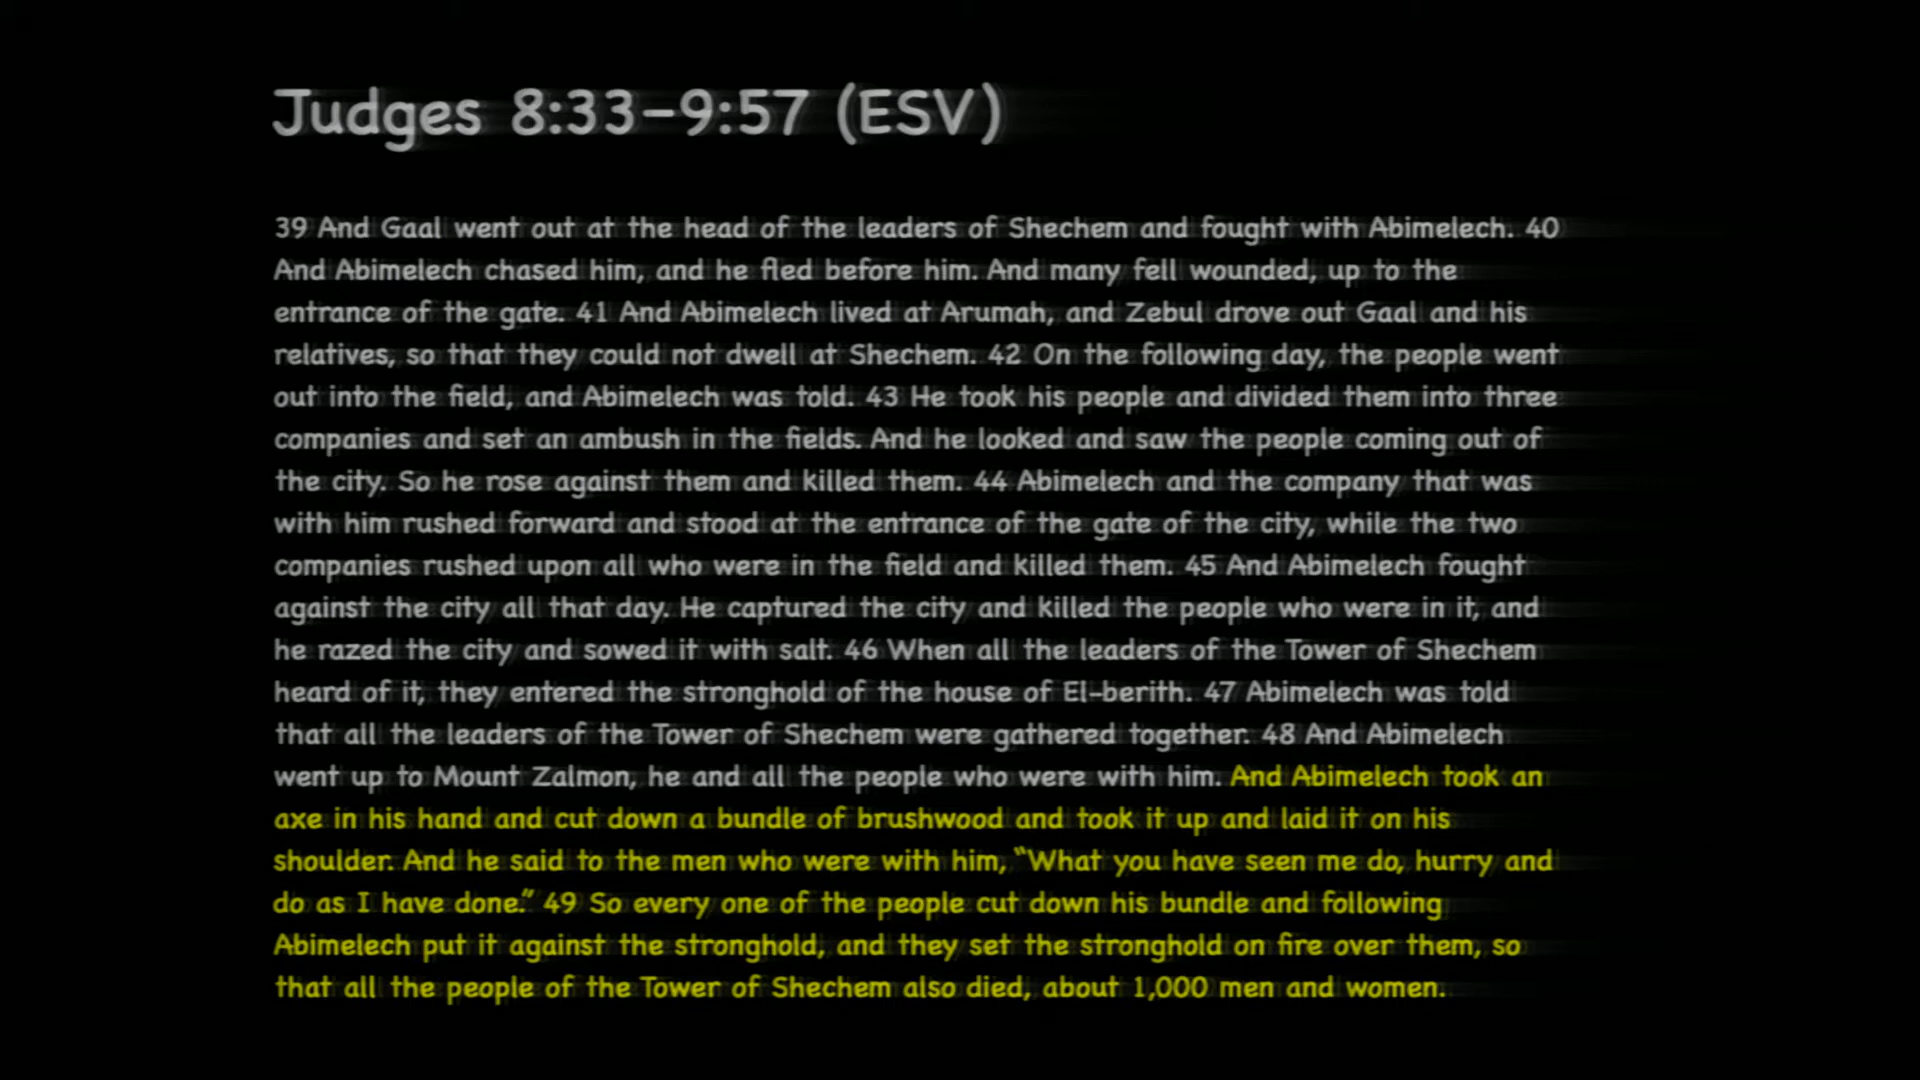 Judges 8:33–9:57 (ESV)
39 And Gaal went out at the head of the leaders of Shechem and fought with Abimelech. 40
And Abimelech chased him, and he fled before him. And many fell wounded, up to the
entrance of the gate. 41 And Abimelech lived at Arumah, and Zebul drove out Gaal and his
relatives, so that they could not dwell at Shechem. 42 On the following day, the people went
out into the field, and Abimelech was told. 43 He took his people and divided them into three
companies and set an ambush in the fields. And he looked and saw the people coming out of
the city. So he rose against them and killed them. 44 Abimelech and the company that was
with him rushed forward and stood at the entrance of the gate of the city, while the two
companies rushed upon all who were in the field and killed them. 45 And Abimelech fought
against the city all that day. He captured the city and killed the people who were in it, and
he razed the city and sowed it with salt. 46 When all the leaders of the Tower of Shechem
heard of it, they entered the stronghold of the house of El-berith. 47 Abimelech was told
that all the leaders of the Tower of Shechem were gathered together. 48 And Abimelech
went up to Mount Zalmon, he and all the people who were with him. And Abimelech took an
axe in his hand and cut down a bundle of brushwood and took it up and laid it on his
shoulder. And he said to the men who were with him, “What you have seen me do, hurry and
do as I have done.” 49 So every one of the people cut down his bundle and following
Abimelech put it against the stronghold, and they set the stronghold on fire over them, so
that all the people of the Tower of Shechem also died, about 1,000 men and women.